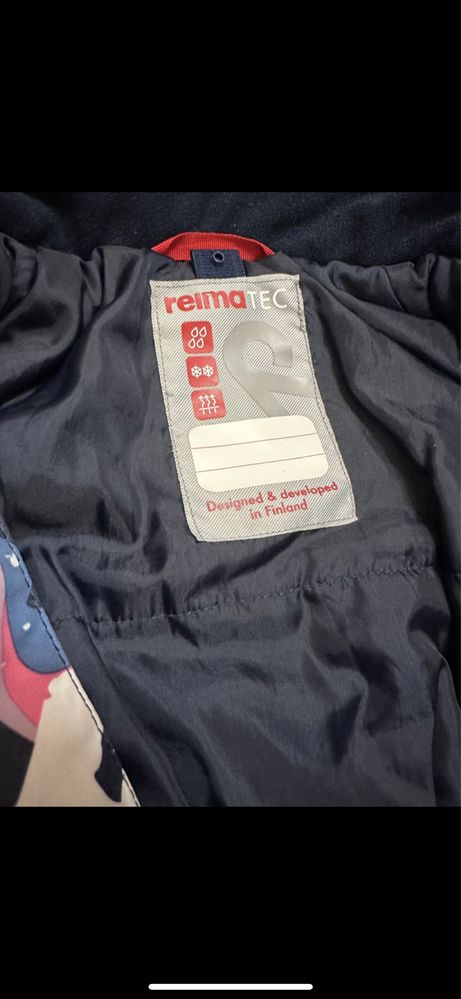 reimaTEC
Designed & developed
in Finland